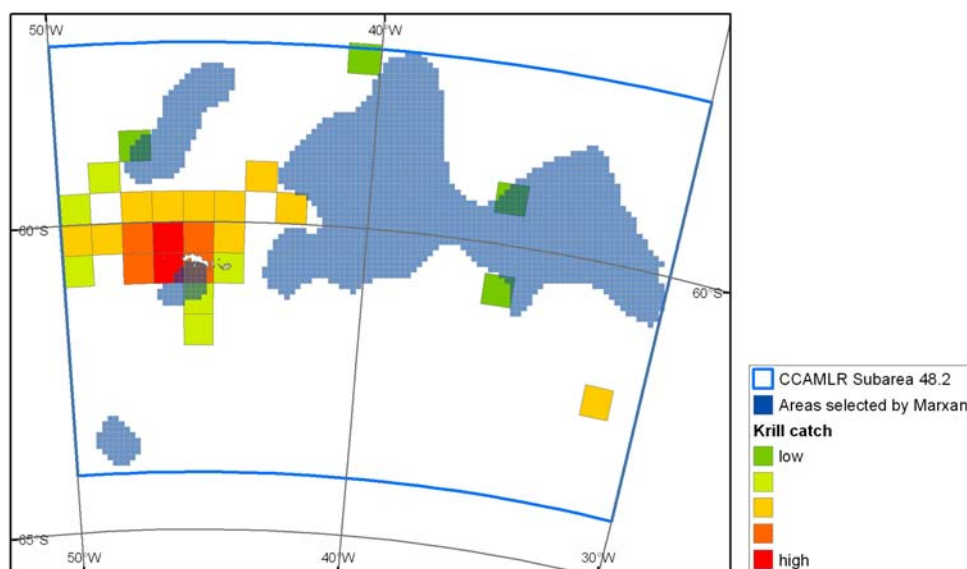 50°W
40°W
60°S
60°S
CCAMLR Subarea 48.2
Areas selected by Marxan
Krill catch
low
high
65°S
50°W
40°W
30°W